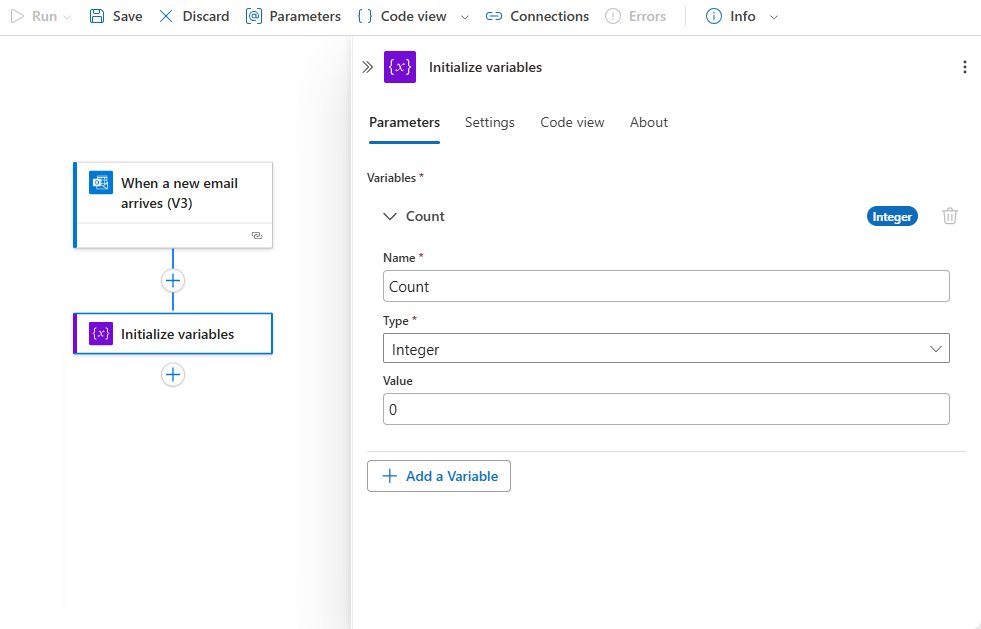 Run Save Discard Parameters Code view Connections Errors Info
When a new email
arrives (V3)
Initialize variables
Initialize variables
Parameters Settings Code view About
Variables *
Count Integer
Name *
Count
Type *
Integer
Value
0
Add a Variable